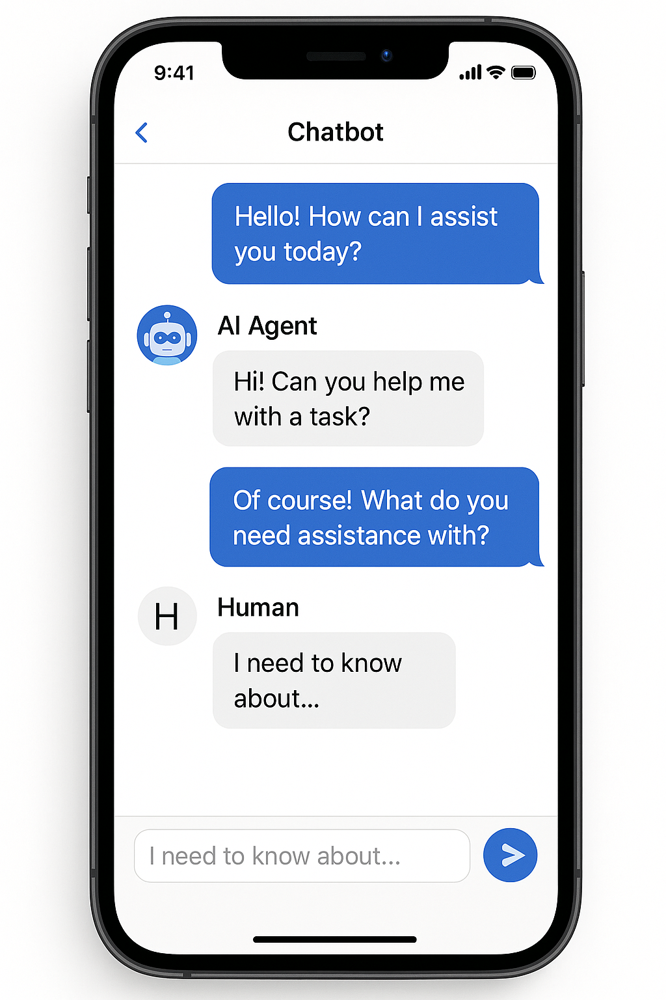 9:41
Chatbot
Hello! How can I assist
you today?
AI Agent
Hi! Can you help me
with a task?
Of course! What do you
need assistance with?
H
Human
I need to know
about...
I need to know about...